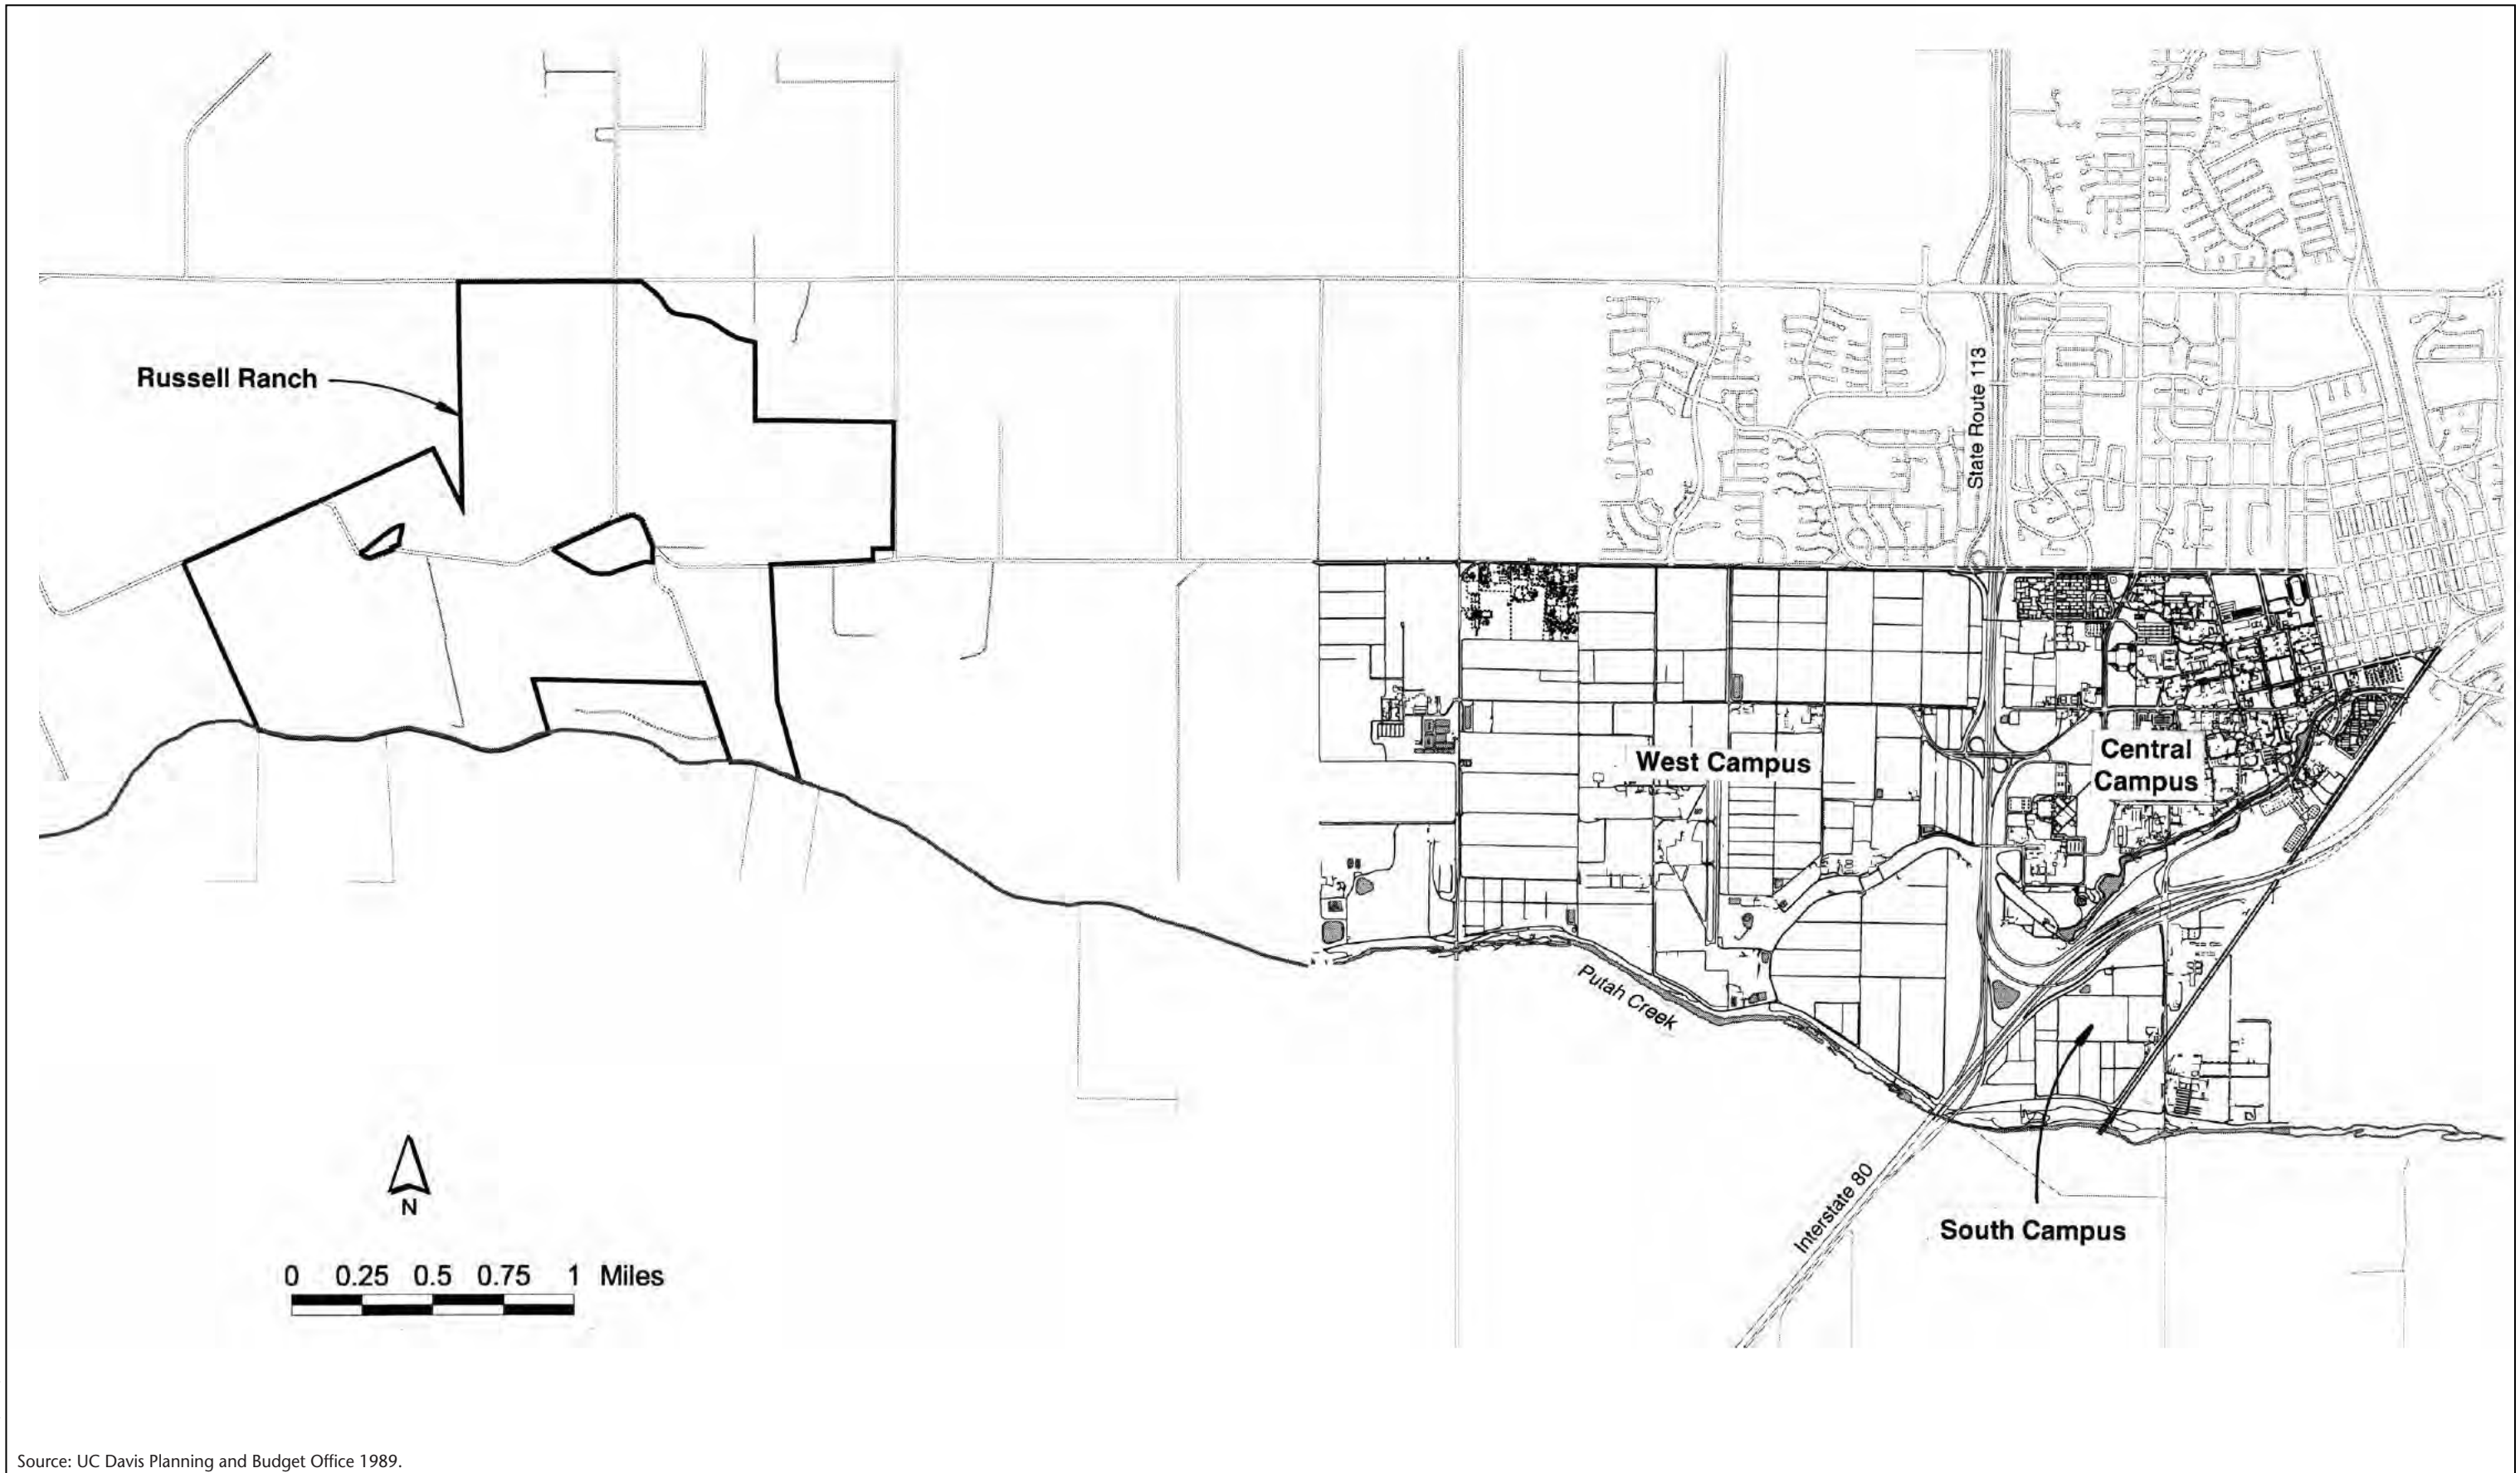 Russell Ranch
State Route 113
West Campus
Central
Campus
Putah Creek
Interstate 80
South Campus
N
0 0.25 0.5 0.75 1 Miles
Source: UC Davis Planning and Budget Office 1989.